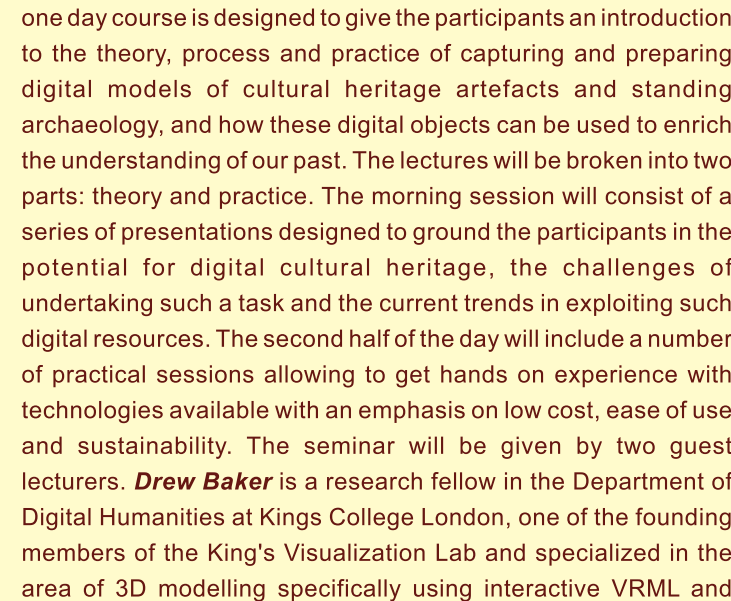 one day course is designed to give the participants an introduction
to the theory, process and practice of capturing and preparing
digital models of cultural heritage artefacts and standing
archaeology, and how these digital objects can be used to enrich
the understanding of our past. The lectures will be broken into two
parts: theory and practice. The morning session will consist of a
series of presentations designed to ground the participants in the
potential for digital cultural heritage, the challenges of
undertaking such a task and the current trends in exploiting such
digital resources. The second half of the day will include a number
of practical sessions allowing to get hands on experience with
technologies available with an emphasis on low cost, ease of use
and sustainability. The seminar will be given by two guest
lecturers. Drew Baker is a research fellow in the Department of
Digital Humanities at Kings College London, one of the founding
members of the King's Visualization Lab and specialized in the
area of 3D modelling specifically using interactive VRML and